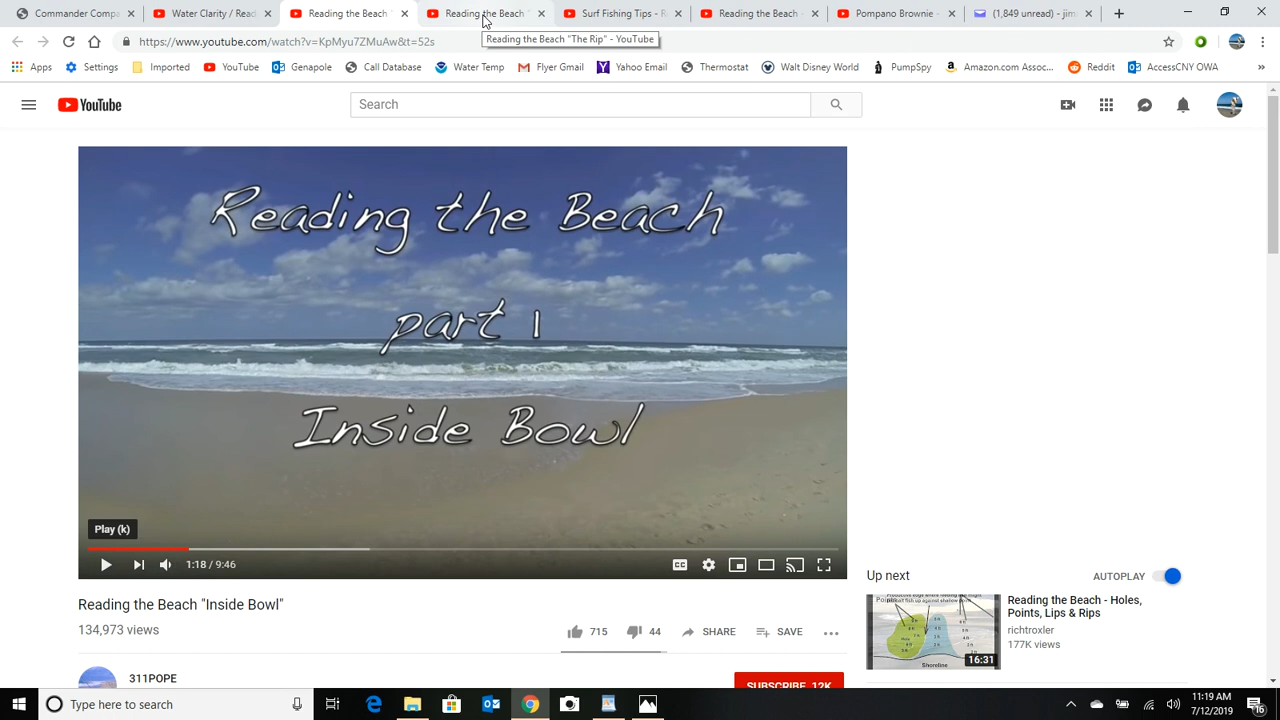 Commando Comp
Water Clarity / Read
Reading the Beach "
Reading the Beach "
Surf Fishing Tips - R
Reading the Beach -
Pompano Brownie -
(1,849 unread) - jim
Reading the Beach "The Rip" - YouTube
https://www.youtube.com/watch?v=KpMyu7ZMuAw&t=52s
Apps
Settings
Imported
YouTube
Genapole
Call Database
Water Temp
Flyer Gmail
Yahoo Email
Thermostat
Walt Disney World
PumpSpy
Amazon.com Assoc...
Reddit
AccessCNY OWA
»
YouTube
Search
Reading the Beach
part 1
Inside Bowl
Play (k)
1:18 / 9:46
CC
Reading the Beach "Inside Bowl"
134,973 views
715
44
SHARE
SAVE
311POPE
SUBSCRIBE 12K
Up next
AUTOPLAY
16:31
Shoreline
Reading the Beach - Holes,
Points, Lips & Rips
richtroxler
177K views
Type here to search
11:19 AM
7/12/2019